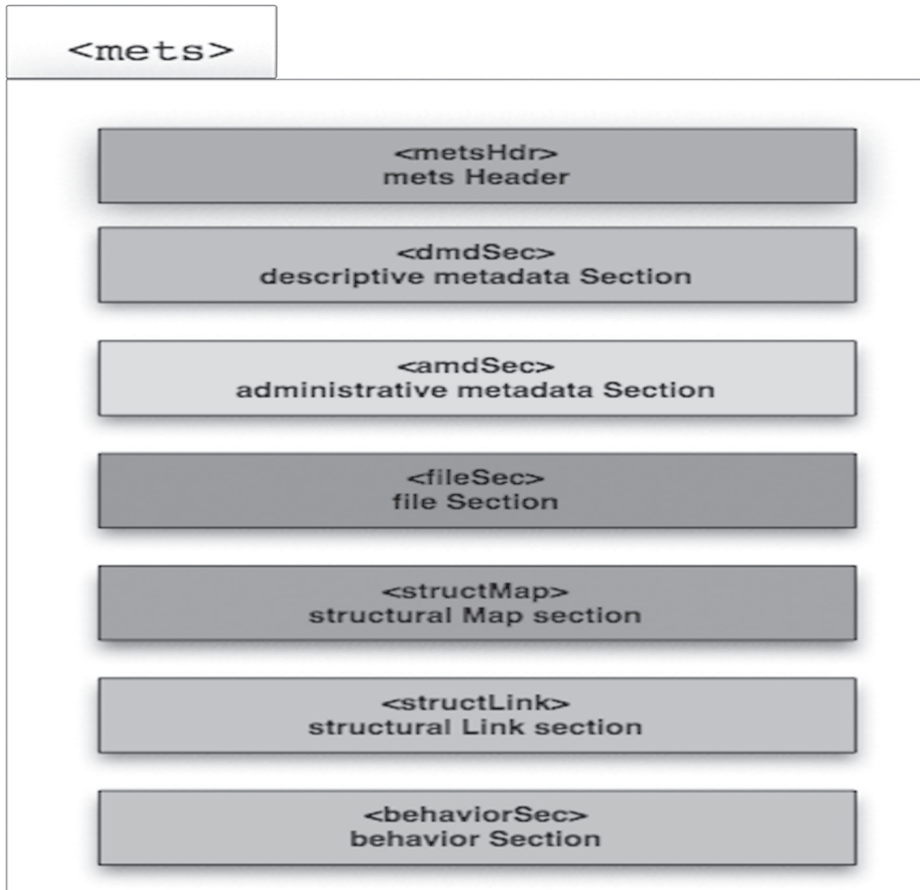 <mets>
<metsHdr>
mets Header
<dmdSec>
descriptive metadata Section
<amdSec>
administrative metadata Section
<fileSec>
file Section
<structMap>
structural Map section
<structLink>
structural Link section
<behaviorSec>
behavior Section